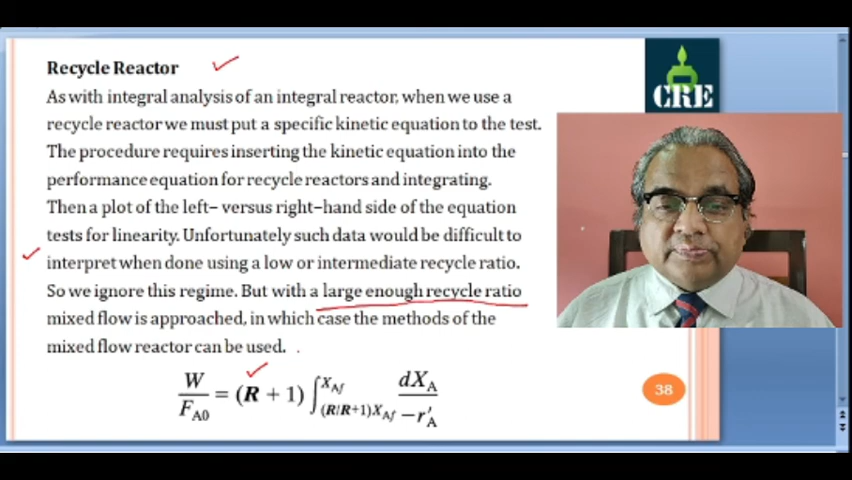 Recycle Reactor
As with integral analysis of an integral reactor, when we use a
recycle reactor we must put a specific kinetic equation to the test.
The procedure requires inserting the kinetic equation into the
performance equation for recycle reactors and integrating.
Then a plot of the left– versus right–hand side of the equation
tests for linearity. Unfortunately such data would be difficult to
interpret when done using a low or intermediate recycle ratio.
So we ignore this regime. But with a large enough recycle ratio
mixed flow is approached, in which case the methods of the
mixed flow reactor can be used.
W/F_A0 = (R + 1) ∫_(R/R+1)X_Af^X_Af dX_A/−r′_A
CRE
38